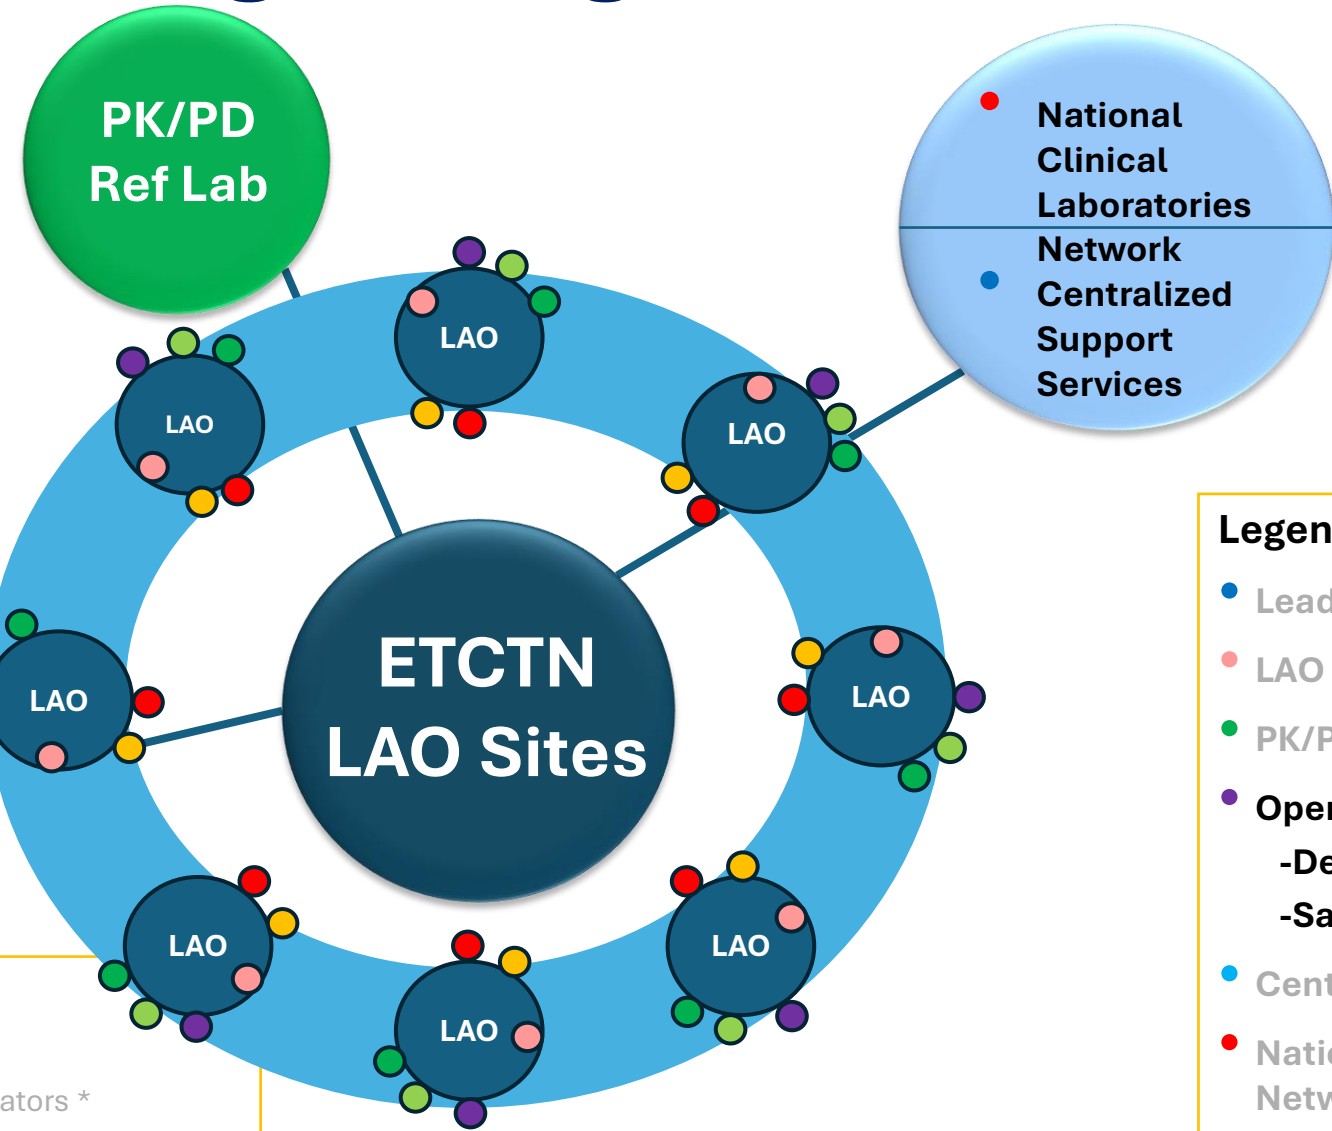 PK/PD
Ref Lab
National
Clinical
Laboratories
Network
Centralized
Support
Services
LAO
LAO
LAO
LAO
LAO
LAO
LAO
LAO
ETCTN
LAO Sites
Legen
Lead
LAO
PK/P
Oper
-De
-Sa
Cent
Natio
Netw
ators *